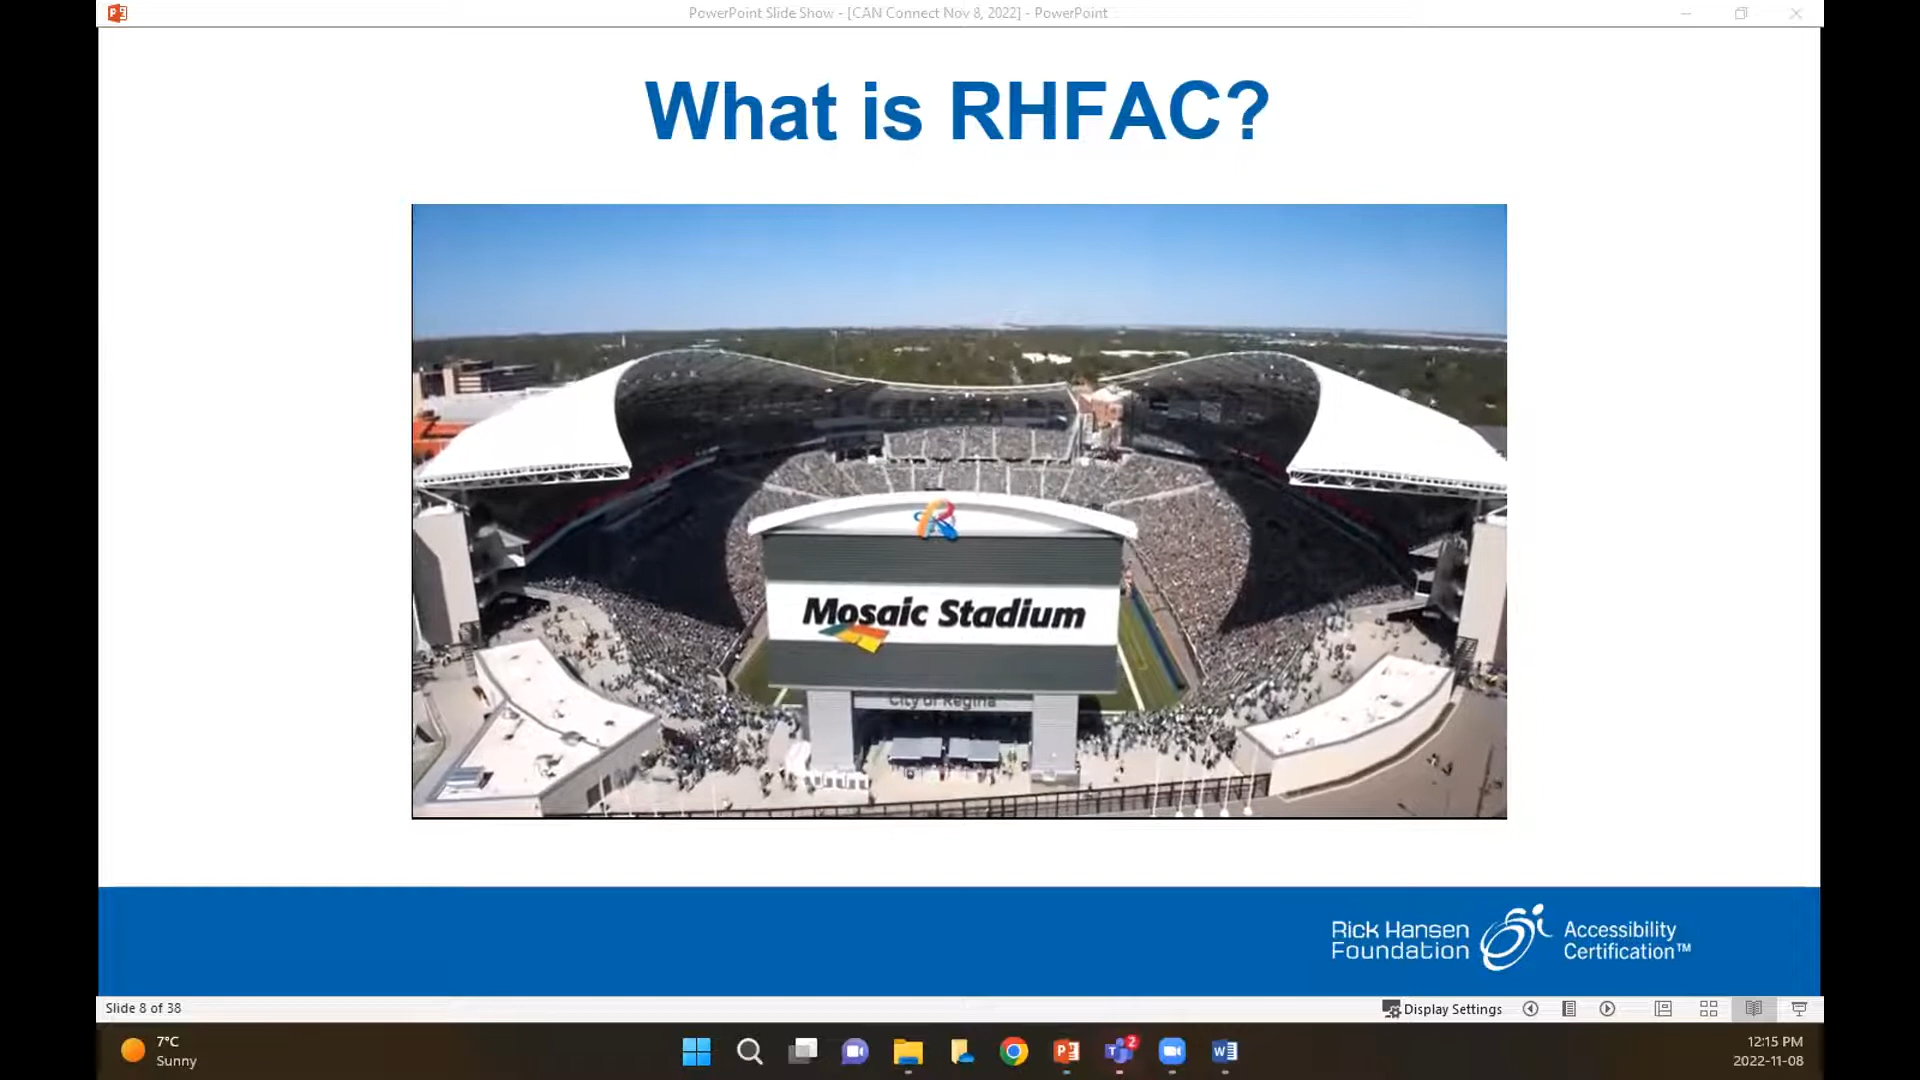 PowerPoint Slide Show - [CAN Connect Nov 8, 2022] - PowerPoint
What is RHFAC?
Mosaic Stadium
City of Regina
Rick Hansen
Foundation
Accessibility
Certification™
Slide 8 of 38
Display Settings
7°C
Sunny
2
12:15 PM
2022-11-08